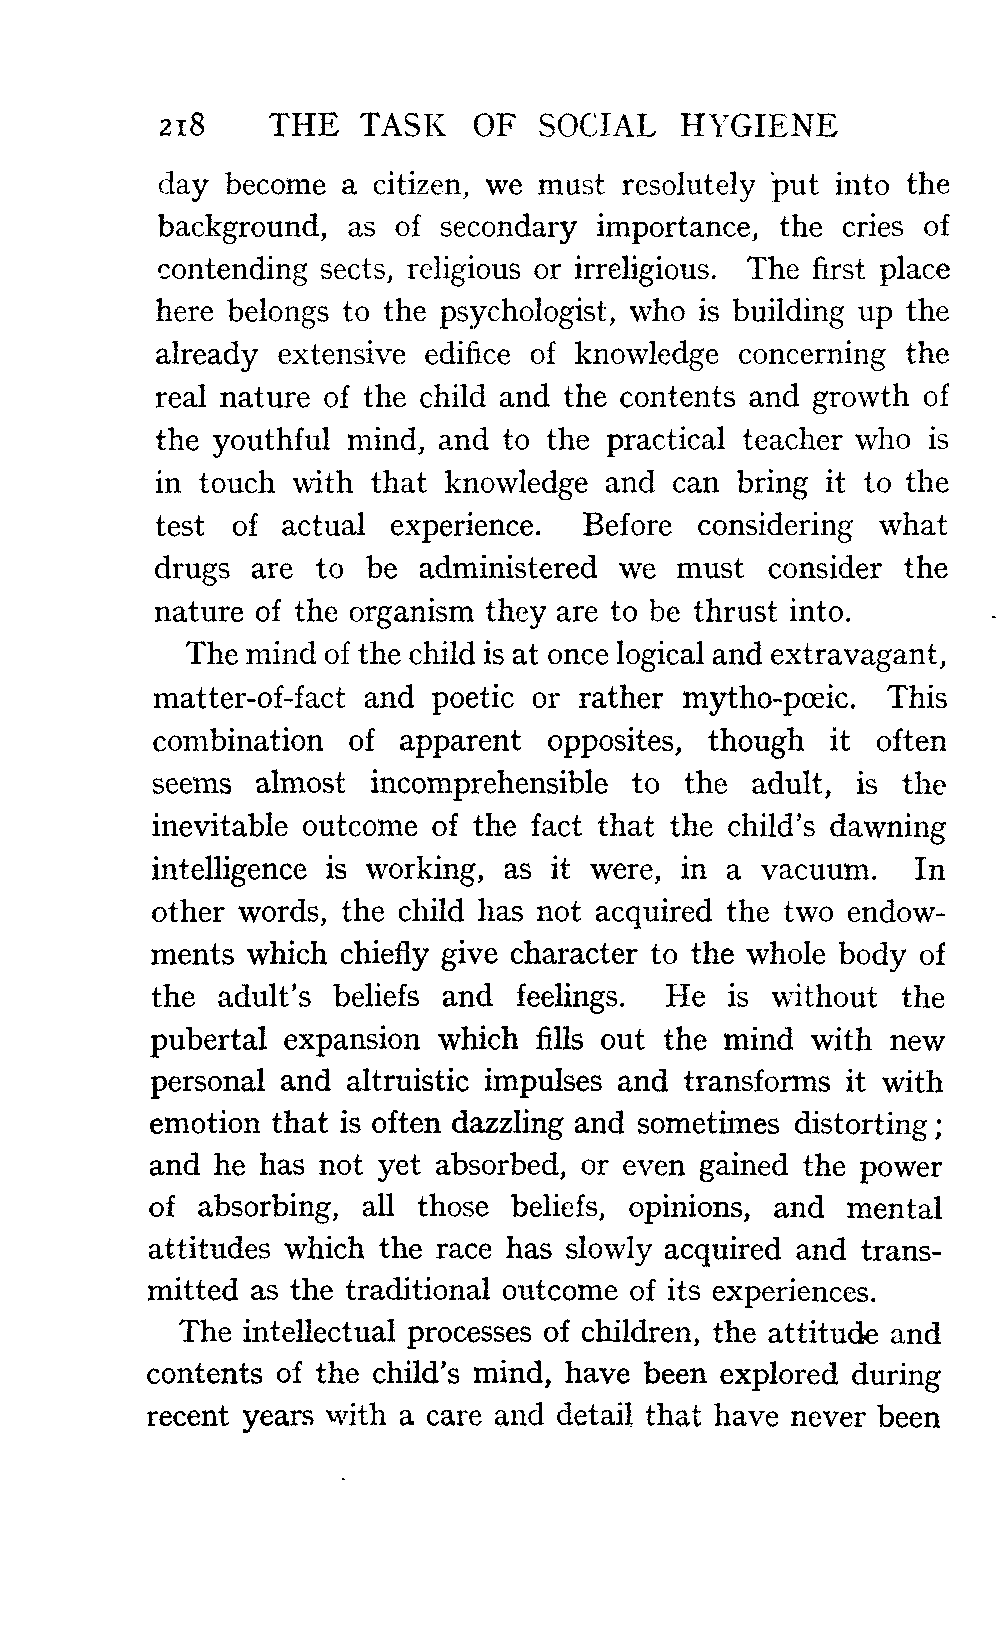 218 THE TASK OF SOCIAL HYGIENE
day become a citizen, we must resolutely put into the
background, as of secondary importance, the cries of
contending sects, religious or irreligious. The first place
here belongs to the psychologist, who is building up the
already extensive edifice of knowledge concerning the
real nature of the child and the contents and growth of
the youthful mind, and to the practical teacher who is
in touch with that knowledge and can bring it to the
test of actual experience. Before considering what
drugs are to be administered we must consider the
nature of the organism they are to be thrust into.
The mind of the child is at once logical and extravagant,
matter-of-fact and poetic or rather mytho-pœic. This
combination of apparent opposites, though it often
seems almost incomprehensible to the adult, is the
inevitable outcome of the fact that the child's dawning
intelligence is working, as it were, in a vacuum. In
other words, the child has not acquired the two endow-
ments which chiefly give character to the whole body of
the adult's beliefs and feelings. He is without the
pubertal expansion which fills out the mind with new
personal and altruistic impulses and transforms it with
emotion that is often dazzling and sometimes distorting;
and he has not yet absorbed, or even gained the power
of absorbing, all those beliefs, opinions, and mental
attitudes which the race has slowly acquired and trans-
mitted as the traditional outcome of its experiences.
The intellectual processes of children, the attitude and
contents of the child's mind, have been explored during
recent years with a care and detail that have never been